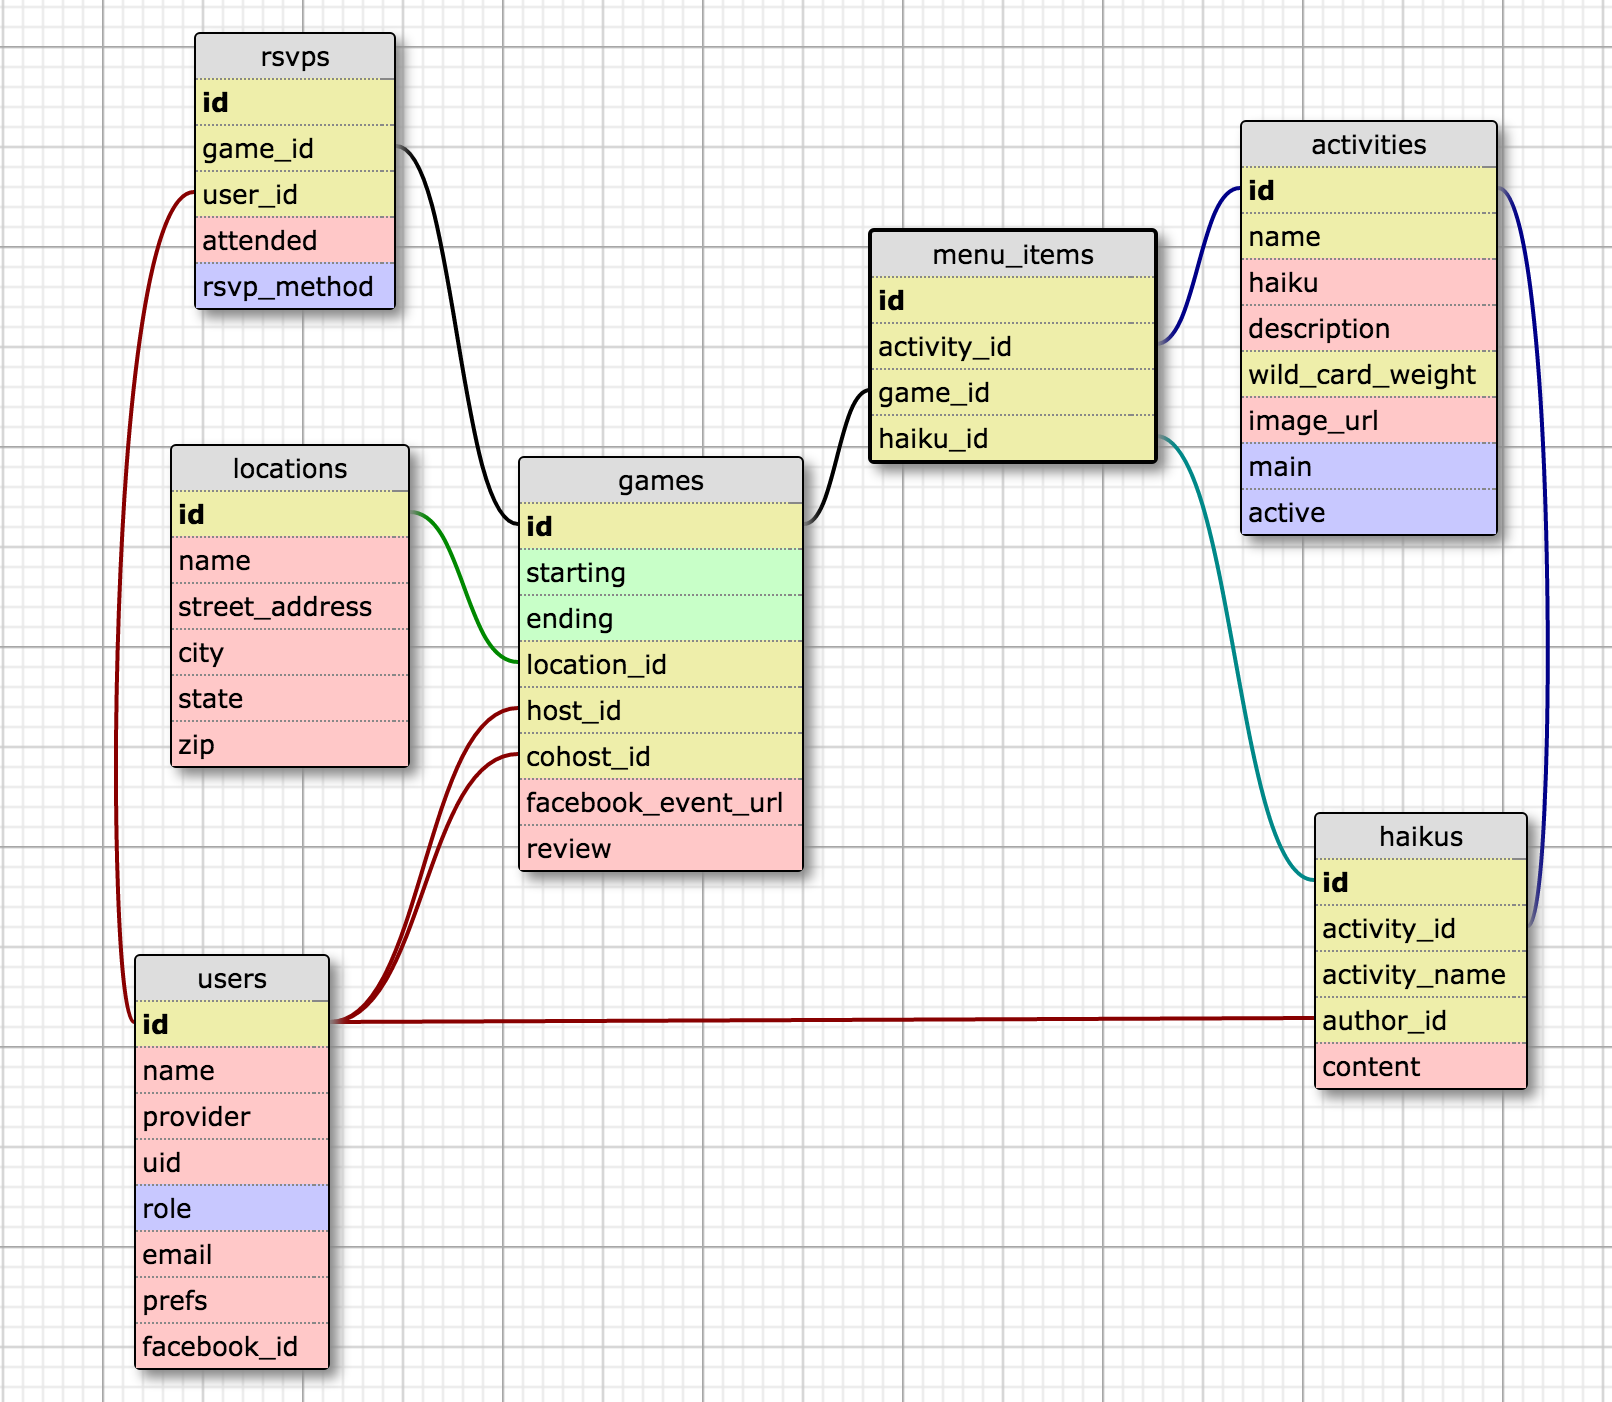 rsvps
id
game_id
user_id
attended
rsvp_method
locations
id
name
street_address
city
state
zip
games
id
starting
ending
location_id
host_id
cohost_id
facebook_event_url
review
menu_items
id
activity_id
game_id
haiku_id
activities
id
name
haiku
description
wild_card_weight
image_url
main
active
haikus
id
activity_id
activity_name
author_id
content
users
id
name
provider
uid
role
email
prefs
facebook_id